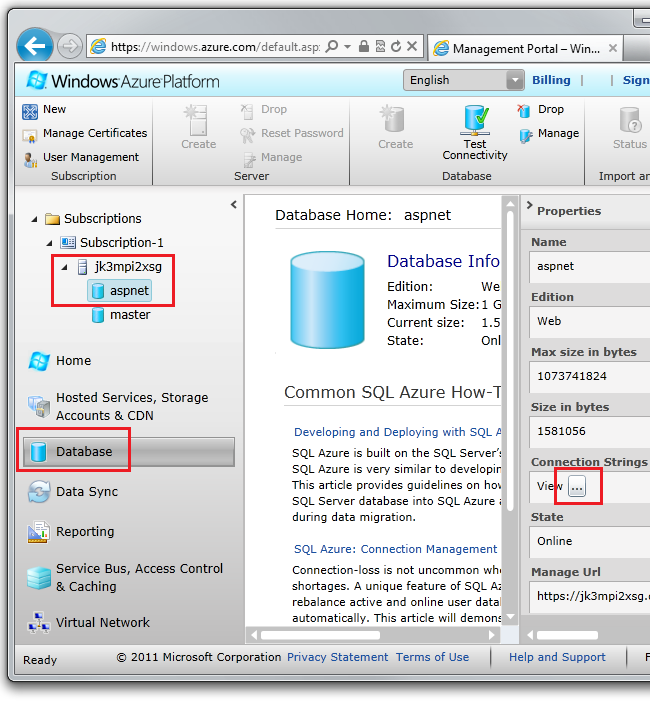 https://windows.azure.com/default.asp
Management Portal – Win...
Windows Azure Platform
English
Billing
Sign
New
Manage Certificates
User Management
Subscription
Create
Drop
Reset Password
Manage
Server
Create
Test
Connectivity
Drop
Manage
Database
Status
Import an
Subscriptions
Subscription-1
jk3mpi2xsg
aspnet
master
Home
Hosted Services, Storage
Accounts & CDN
Database
Data Sync
Reporting
Service Bus, Access Control
& Caching
Virtual Network
Database Home: aspnet
Database Info
Edition: We
Maximum Size: 1 G
Current size: 1.5
State: Onl
Common SQL Azure How-T
Developing and Deploying with SQL A
SQL Azure is built on the SQL Server's
SQL Azure is very similar to developin
This article provides guidelines on how
SQL Server database into SQL Azure a
during data migration.
SQL Azure: Connection Management
Connection-loss is not uncommon whe
shortages. A unique feature of SQL Az
rebalance active and online user datab
automatically. This article will demons
Properties
Name
aspnet
Edition
Web
Max size in bytes
1073741824
Size in bytes
1581056
Connection Strings
View ...
State
Online
Manage Url
https://jk3mpi2xsg.
Ready
© 2011 Microsoft Corporation Privacy Statement Terms of Use
Help and Support
F